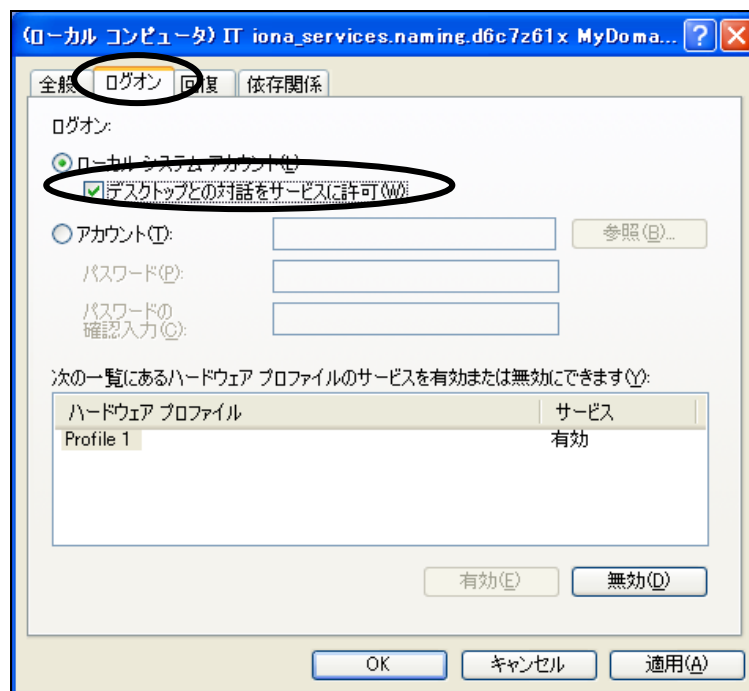 (ローカル コンピュータ) IT iona_services.naming.d6c7z61x MyDoma...
全般 ログオン 回復 依存関係
ログオン:
ローカル システム アカウント(L)
デスクトップとの対話をサービスに許可(W)
アカウント(T): 参照(B)...
パスワード(P):
パスワードの
確認入力(C):
次の一覧にあるハードウェア プロファイルのサービスを有効または無効にできます(Y):
ハードウェア プロファイル サービス
Profile 1 有効
有効(E) 無効(D)
OK キャンセル 適用(A)